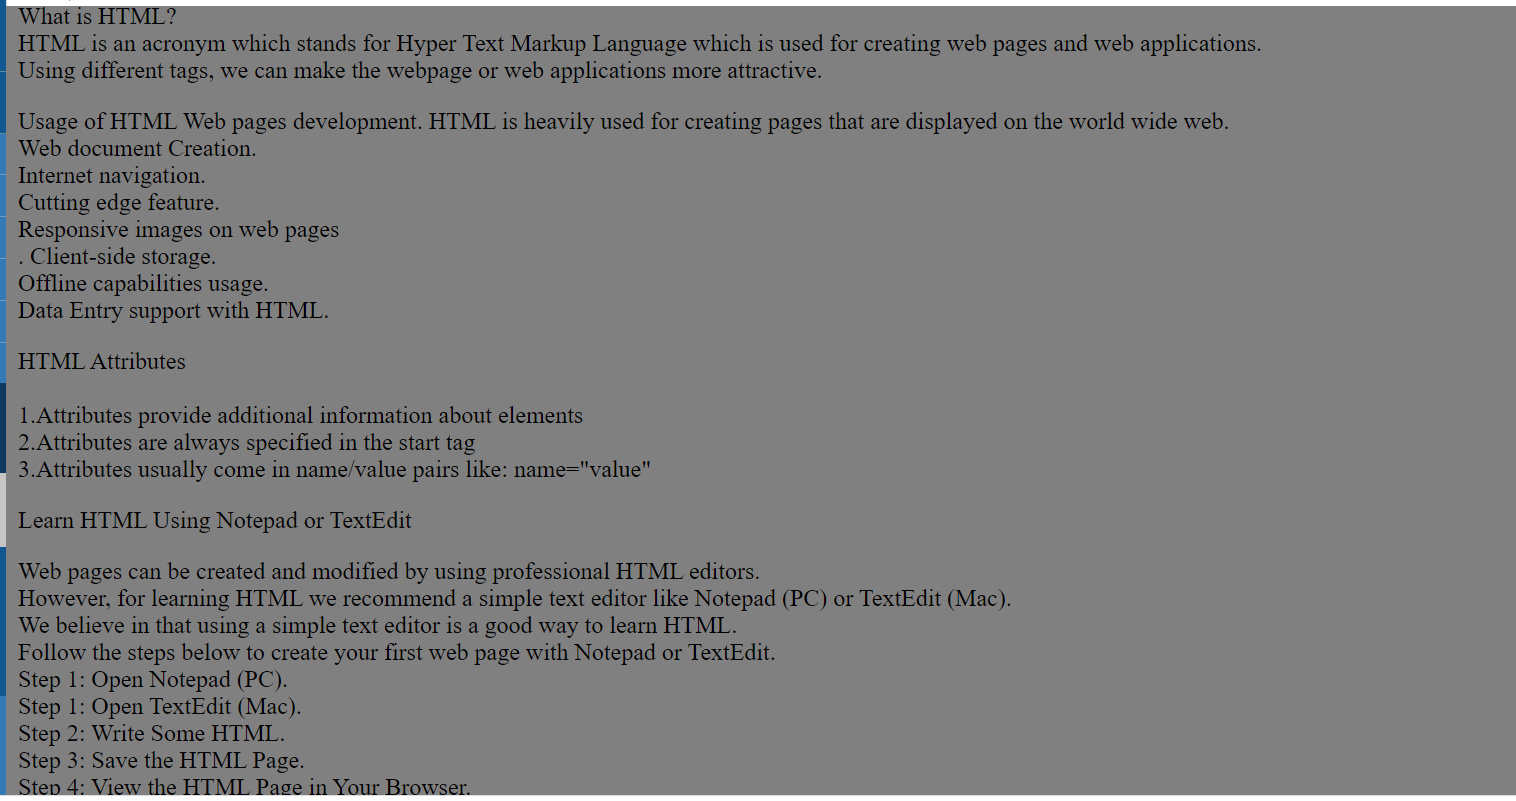 What is HTML?
HTML is an acronym which stands for Hyper Text Markup Language which is used for creating web pages and web applications.
Using different tags, we can make the webpage or web applications more attractive.
Usage of HTML Web pages development. HTML is heavily used for creating pages that are displayed on the world wide web.
Web document Creation.
Internet navigation.
Cutting edge feature.
Responsive images on web pages
. Client-side storage.
Offline capabilities usage.
Data Entry support with HTML.
HTML Attributes
1.Attributes provide additional information about elements
2.Attributes are always specified in the start tag
3.Attributes usually come in name/value pairs like: name="value"
Learn HTML Using Notepad or TextEdit
Web pages can be created and modified by using professional HTML editors.
However, for learning HTML we recommend a simple text editor like Notepad (PC) or TextEdit (Mac).
We believe in that using a simple text editor is a good way to learn HTML.
Follow the steps below to create your first web page with Notepad or TextEdit.
Step 1: Open Notepad (PC).
Step 1: Open TextEdit (Mac).
Step 2: Write Some HTML.
Step 3: Save the HTML Page.
Step 4: View the HTML Page in Your Browser.